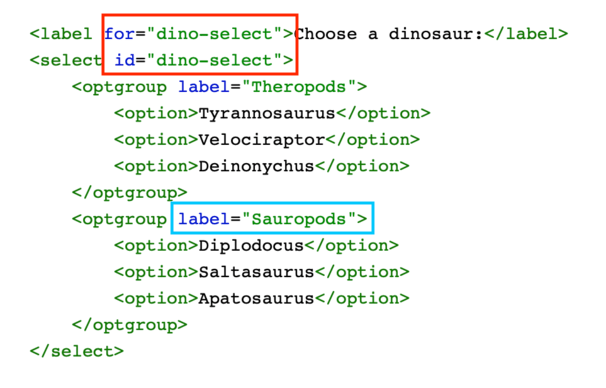 <label for="dino-select">Choose a dinosaur:</label>
<select id="dino-select">
<optgroup label="Theropods">
<option>Tyrannosaurus</option>
<option>Velociraptor</option>
<option>Deinonychus</option>
</optgroup>
<optgroup label="Sauropods">
<option>Diplodocus</option>
<option>Saltasaurus</option>
<option>Apatosaurus</option>
</optgroup>
</select>